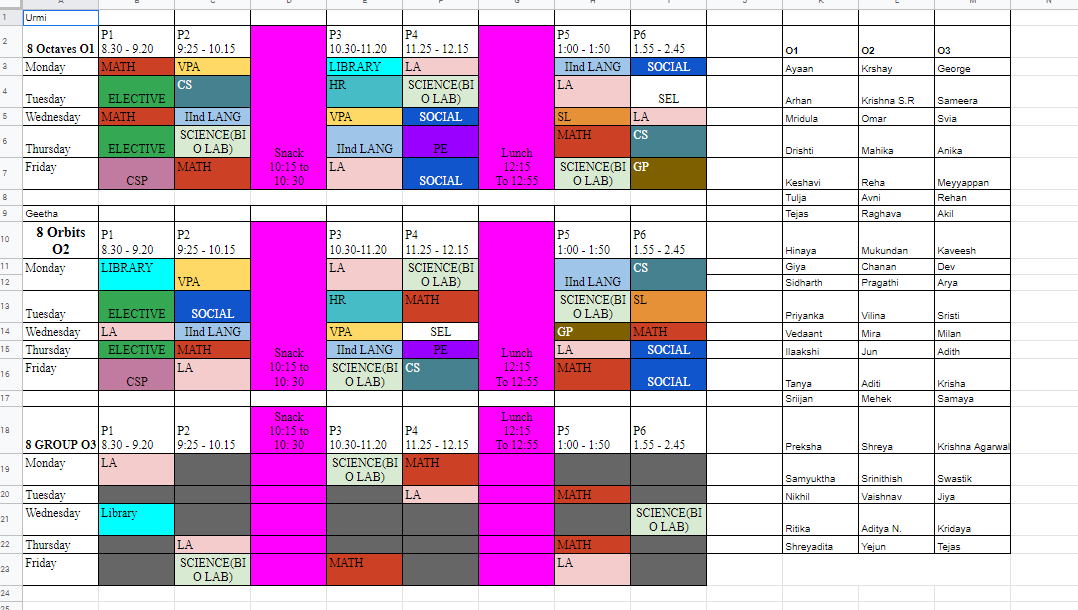 A B C D E F G H I J K L M N
1 Urmi
2 8 Octaves O1 P1 8.30 - 9.20 P2 9:25 - 10.15 P3 10.30-11.20 P4 11.25 - 12.15 P5 1:00 - 1:50 P6 1.55 - 2.45 O1 O2 O3
3 Monday MATH VPA LIBRARY LA IInd LANG SOCIAL Ayaan Krshay George
4 Tuesday ELECTIVE CS HR SCIENCE(BIO LAB) LA SEL Arhan Krishna S.R Sameera
5 Wednesday MATH IInd LANG VPA SOCIAL SL LA Mridula Omar Svia
6 Thursday ELECTIVE SCIENCE(BIO LAB) Snack IInd LANG PE Lunch MATH CS Drishti Mahika Anika
7 Friday CSP MATH 10:15 to 10: 30 LA SOCIAL 12:15 To 12:55 SCIENCE(BIO LAB) GP Keshavi Reha Meyyappan
8 Tulja Avni Rehan
9 Geetha Tejas Raghava Akil
10 8 Orbits O2 P1 8.30 - 9.20 P2 9:25 - 10.15 P3 10.30-11.20 P4 11.25 - 12.15 P5 1:00 - 1:50 P6 1.55 - 2.45 Hinaya Mukundan Kaveesh
11 Monday LIBRARY VPA LA SCIENCE(BIO LAB) IInd LANG CS Giya Chanan Dev
12 Sidharth Pragathi Arya
13 Tuesday ELECTIVE SOCIAL HR MATH SCIENCE(BIO LAB) SL Priyanka Vilina Sristi
14 Wednesday LA IInd LANG VPA SEL GP MATH Vedaant Mira Milan
15 Thursday ELECTIVE MATH Snack IInd LANG PE Lunch LA SOCIAL Ilaakshi Jun Adith
16 Friday CSP LA 10:15 to 10: 30 SCIENCE(BIO LAB) CS 12:15 To 12:55 MATH SOCIAL Tanya Aditi Krisha
17 Sriijan Mehek Samaya
18 8 GROUP O3 P1 8.30 - 9.20 P2 9:25 - 10.15 Snack 10:15 to 10: 30 P3 10.30-11.20 P4 11.25 - 12.15 Lunch 12:15 To 12:55 P5 1:00 - 1:50 P6 1.55 - 2.45 Preksha Shreya Krishna Agarwal
19 Monday LA SCIENCE(BIO LAB) MATH Samyuktha Srinithish Swastik
20 Tuesday LA MATH Nikhil Vaishnav Jiya
21 Wednesday Library SCIENCE(BIO LAB) Ritika Aditya N. Kridaya
22 Thursday LA MATH Shreyadita Yejun Tejas
23 Friday SCIENCE(BIO LAB) MATH LA
24
25